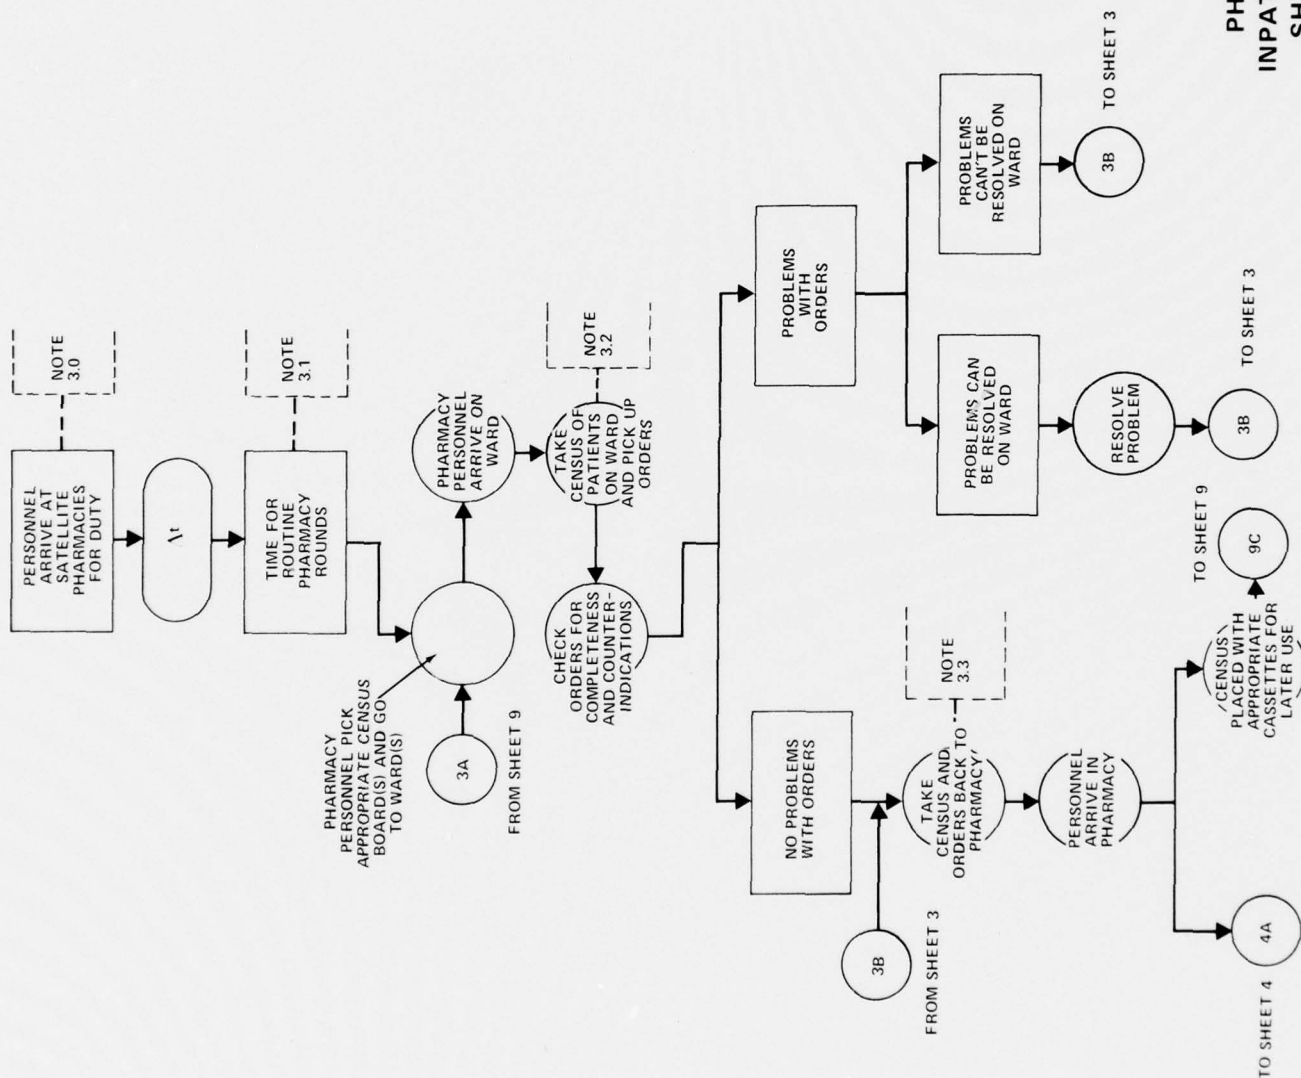 PERSONNEL
ARRIVE AT
SATELLITE
PHARMACIES
FOR DUTY
NOTE
3.0
Δt
TIME FOR
ROUTINE
PHARMACY
ROUNDS
NOTE
3.1
PHARMACY
PERSONNEL PICK
APPROPRIATE CENSUS
BOARD(S) AND GO
TO WARD(S)
3A
FROM SHEET 9
PHARMACY
PERSONNEL
ARRIVE ON
WARD
TAKE
CENSUS OF
PATIENTS
ON WARD
AND PICK UP
ORDERS
NOTE
3.2
CHECK
ORDERS FOR
COMPLETENESS
AND COUNTER-
INDICATIONS
NO PROBLEMS
WITH ORDERS
PROBLEMS
WITH
ORDERS
3B
FROM SHEET 3
TAKE
CENSUS AND
ORDERS BACK TO
PHARMACY
NOTE
3.3
PERSONNEL
ARRIVE IN
PHARMACY
TO SHEET 4
4A
CENSUS
PLACED WITH
APPROPRIATE
CASSETTES FOR
LATER USE
9C
TO SHEET 9
PROBLEMS CAN
BE RESOLVED
ON WARD
RESOLVE
PROBLEM
3B
TO SHEET 3
PROBLEMS
CAN'T BE
RESOLVED ON
WARD
3B
TO SHEET 3
PH
INPAT
SH